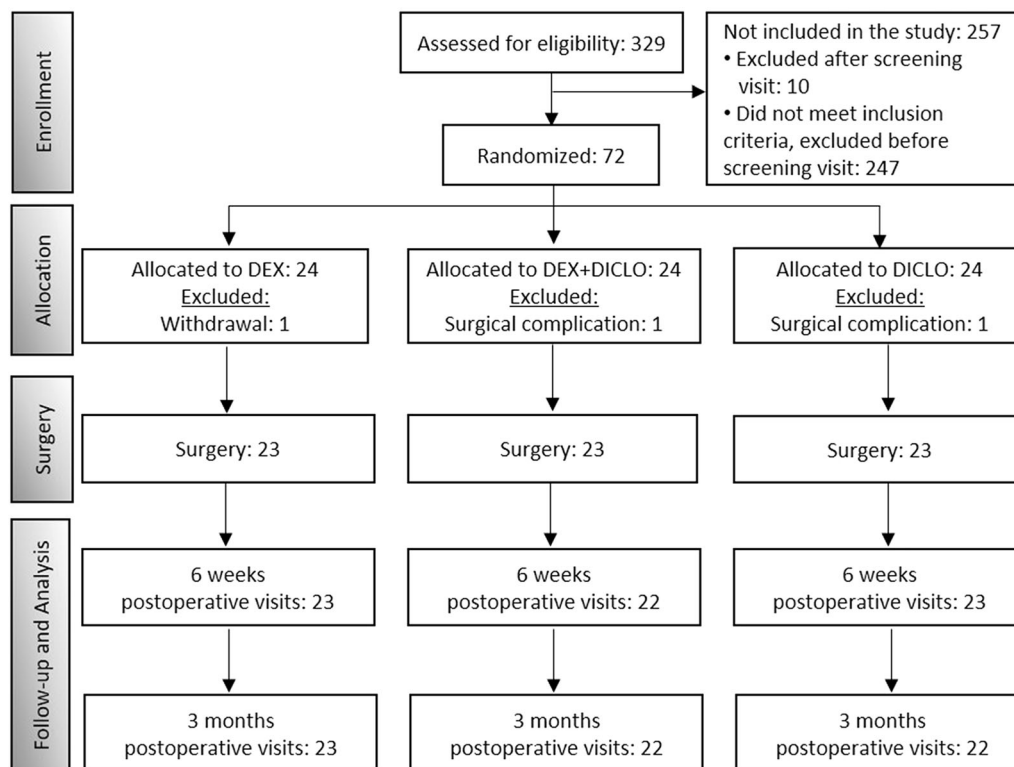 Enrollment
Assessed for eligibility: 329
Not included in the study: 257
• Excluded after screening
visit: 10
• Did not meet inclusion
criteria, excluded before
screening visit: 247
Randomized: 72
Allocation
Allocated to DEX: 24
Excluded:
Withdrawal: 1
Allocated to DEX+DICLO: 24
Excluded:
Surgical complication: 1
Allocated to DICLO: 24
Excluded:
Surgical complication: 1
Surgery
Surgery: 23
Surgery: 23
Surgery: 23
Follow-up and Analysis
6 weeks
postoperative visits: 23
6 weeks
postoperative visits: 22
6 weeks
postoperative visits: 23
3 months
postoperative visits: 23
3 months
postoperative visits: 22
3 months
postoperative visits: 22